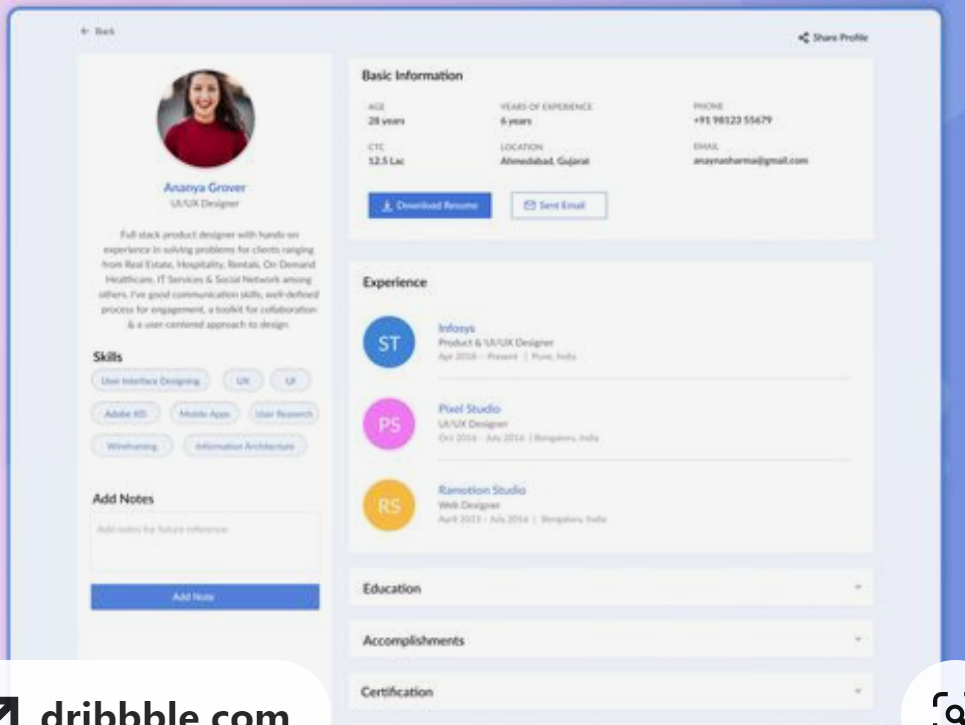 ← Back
Share Profile
Ananya Grover
UI/UX Designer
Full stack product designer with hands on
experience in solving problems for clients ranging
from Real Estate, Hospitality, Rentals, On Demand
Healthcare, IT Services & Social Network among
others. I've good communication skills, well-defined
process for engagement, a toolkit for collaboration
& a user-centered approach to design.
Skills
User Interface Designing UX UI
Adobe XD Mobile Apps User Research
Wireframing Information Architecture
Add Notes
Add notes for future reference
Add Note
Basic Information
AGE YEARS OF EXPERIENCE PHONE
28 years 6 years +91 98123 55679
CTC LOCATION EMAIL
12.5 Lac Ahmedabad, Gujarat anaynasharma@gmail.com
Download Resume Sent Email
Experience
ST
Infosys
Product & UI/UX Designer
Apr 2018 - Present | Pune, India
PS
Pixel Studio
UI/UX Designer
Oct 2016 - July 2016 | Bengaluru, India
RS
Ramotion Studio
Web Designer
April 2013 - July 2016 | Bengaluru, India
Education
Accomplishments
Certification
dribbble.com